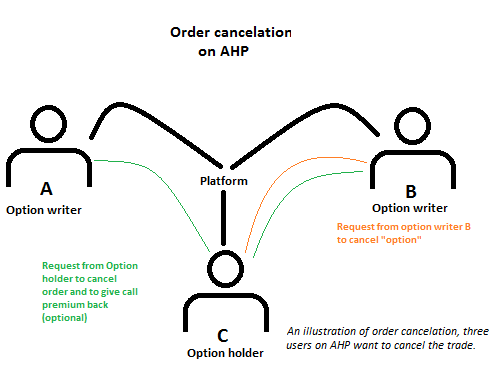 Order cancelation
on AHP
Platform
A
Option writer
B
Option writer
Request from option writer B
to cancel "option"
Request from Option
holder to cancel
order and to give call
premium back
(optional)
C
Option holder
An illustration of order cancelation, three
users on AHP want to cancel the trade.